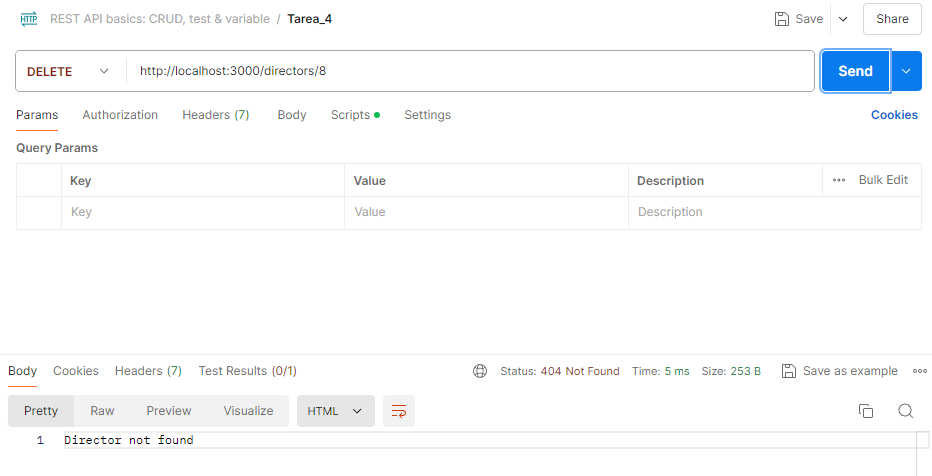 HTTP REST API basics: CRUD, test & variable / Tarea_4 Save Share
DELETE http://localhost:3000/directors/8 Send
Params Authorization Headers (7) Body Scripts Settings Cookies
Query Params
Key Value Description ••• Bulk Edit
Key Value Description
Body Cookies Headers (7) Test Results (0/1) Status: 404 Not Found Time: 5 ms Size: 253 B Save as example •••
Pretty Raw Preview Visualize HTML
1 Director not found